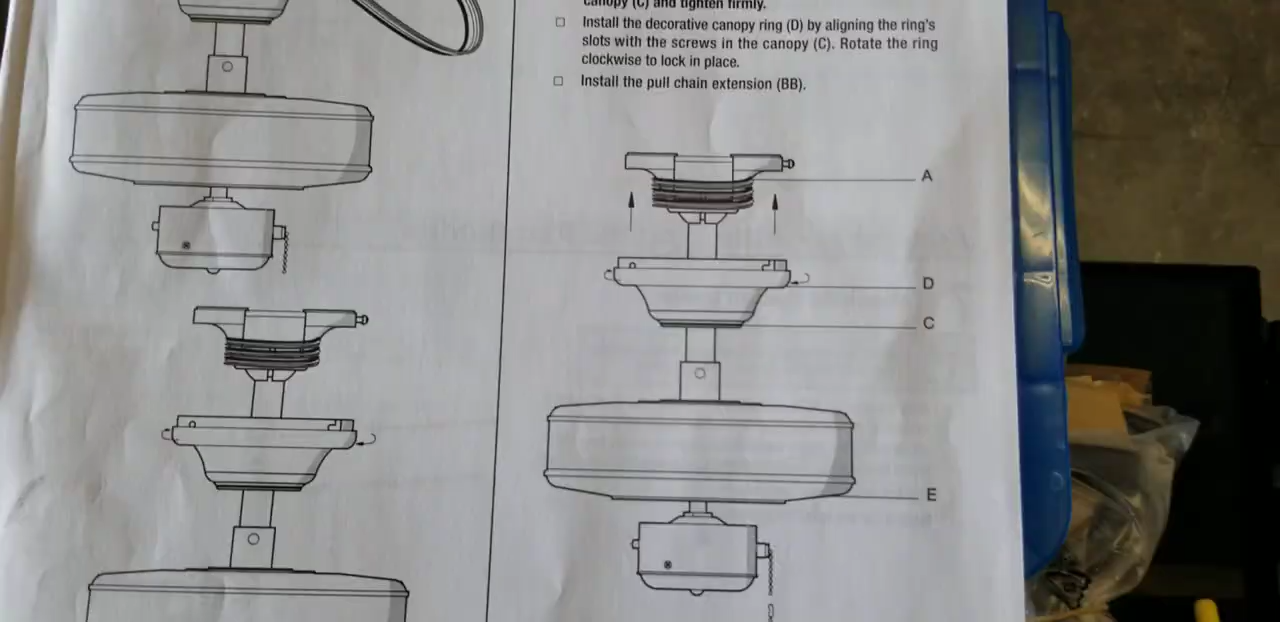 canopy (C) and tighten firmly.
☐ Install the decorative canopy ring (D) by aligning the ring's
slots with the screws in the canopy (C). Rotate the ring
clockwise to lock in place.
☐ Install the pull chain extension (BB).
A
D
C
E